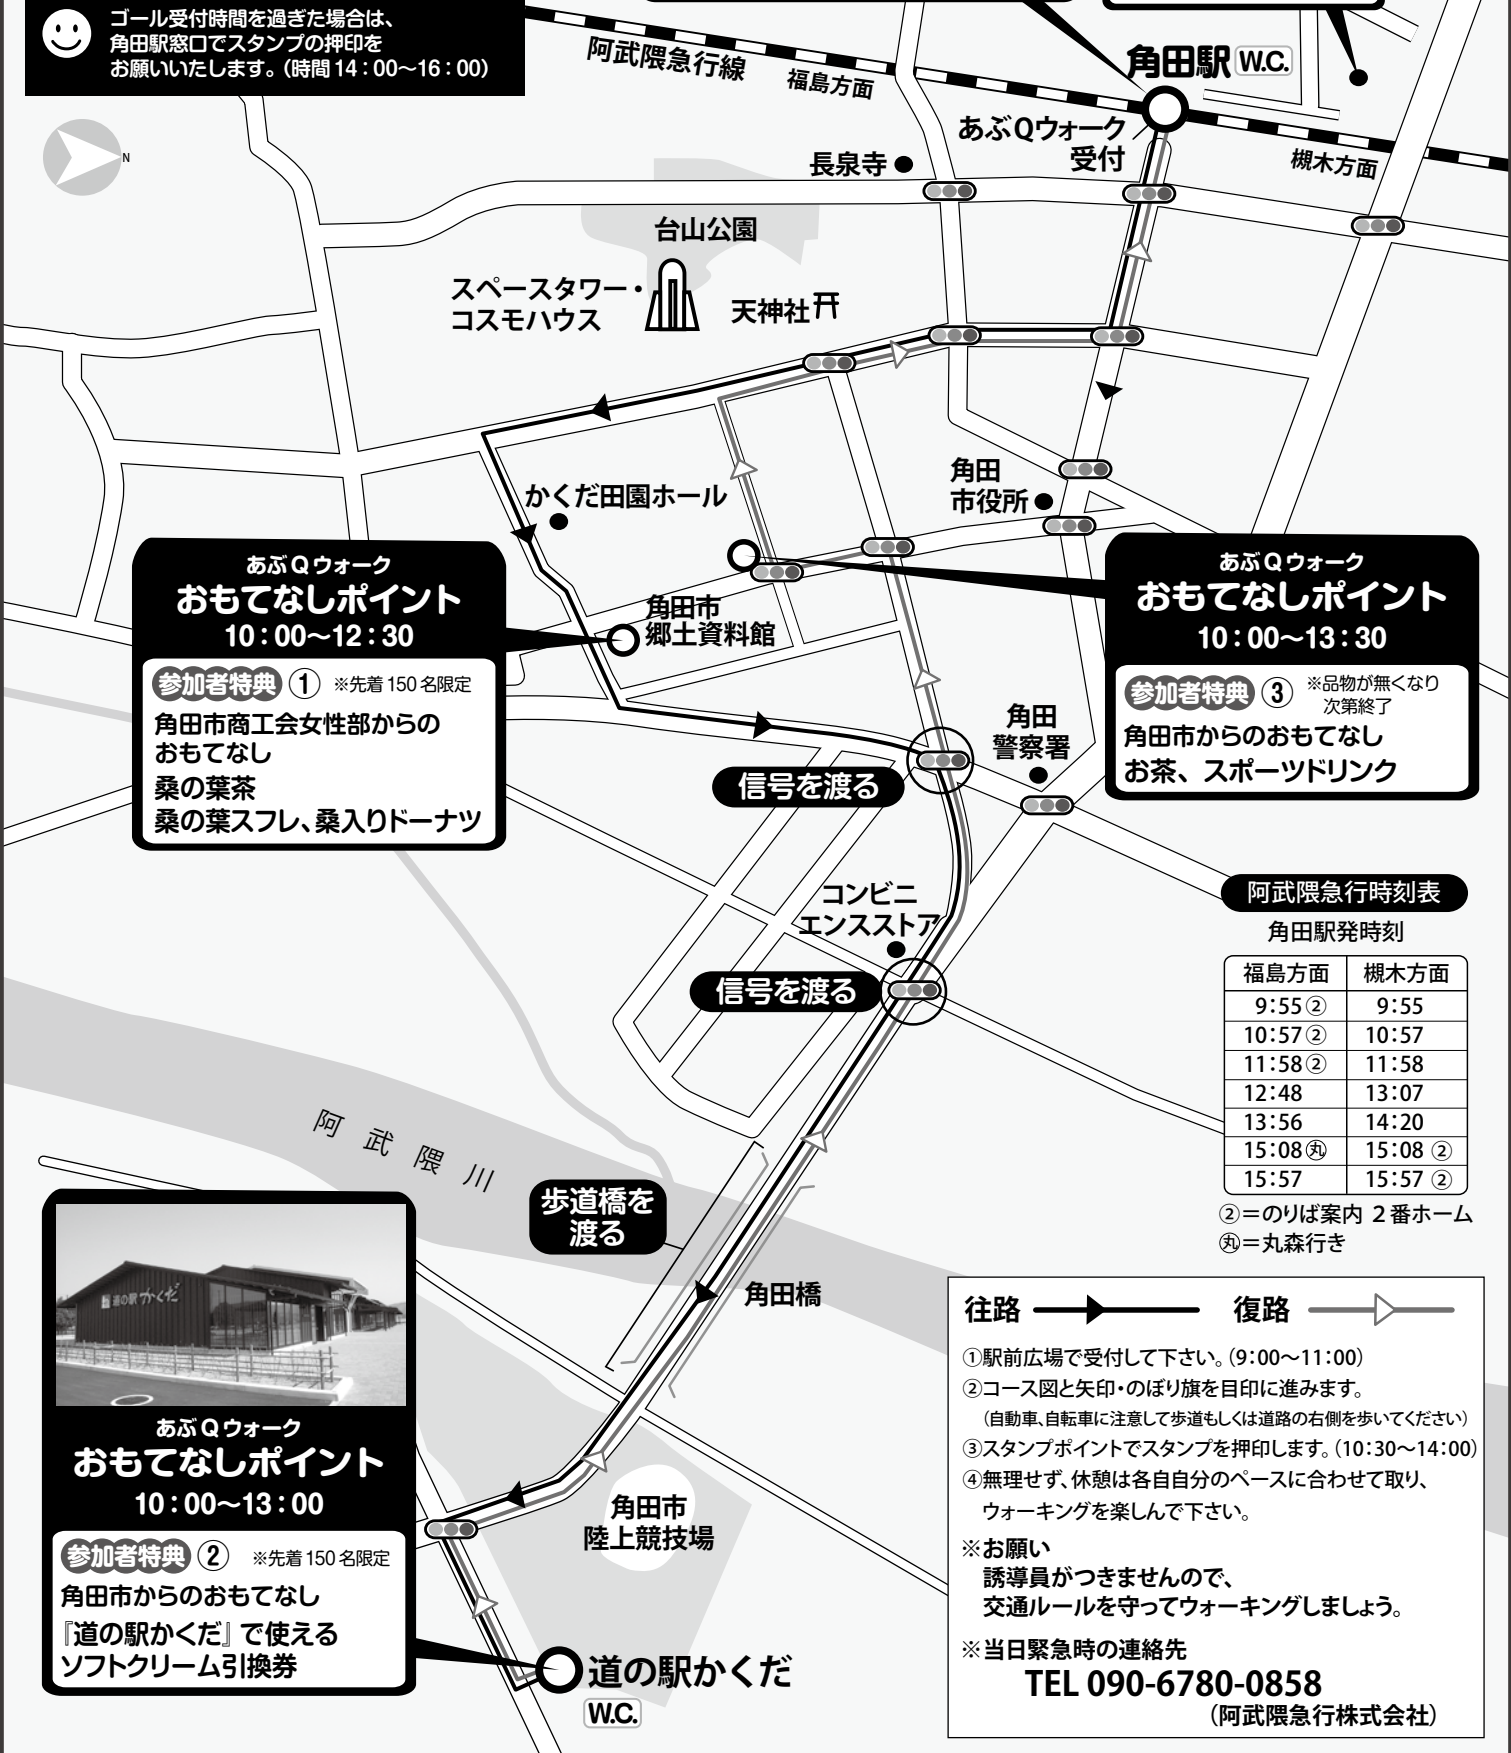 ゴール受付時間を過ぎた場合は、
角田駅窓口でスタンプの押印を
お願いいたします。（時間14：00～16：00）
N
阿武隈急行線
福島方面
角田駅 W.C.
あぶQウォーク
受付
槻木方面
長泉寺
台山公園
スペースタワー・
コスモハウス
天神社
かくだ田園ホール
角田
市役所
あぶQウォーク
おもてなしポイント
10：00～12：30
参加者特典 ① ※先着150名限定
角田市商工会女性部からの
おもてなし
桑の葉茶
桑の葉スフレ、桑入りドーナツ
角田市
郷土資料館
あぶQウォーク
おもてなしポイント
10：00～13：30
参加者特典 ③ ※品物が無くなり
次第終了
角田市からのおもてなし
お茶、スポーツドリンク
角田
警察署
信号を渡る
コンビニ
エンスストア
信号を渡る
阿武隈急行時刻表
角田駅発時刻
福島方面 槻木方面
9：55② 9：55
10：57② 10：57
11：58② 11：58
12：48 13：07
13：56 14：20
15：08㊀丸 15：08②
15：57 15：57②
②＝のりば案内 2番ホーム
丸＝丸森行き
阿武隈川
歩道橋を
渡る
角田橋
道の駅かくだ
あぶQウォーク
おもてなしポイント
10：00～13：00
参加者特典 ② ※先着150名限定
角田市からのおもてなし
『道の駅かくだ』で使える
ソフトクリーム引換券
角田市
陸上競技場
道の駅かくだ
W.C.
往路 復路
①駅前広場で受付して下さい。（9：00～11：00）
②コース図と矢印・のぼり旗を目印に進みます。
（自動車、自転車に注意して歩道もしくは道路の右側を歩いてください）
③スタンプポイントでスタンプを押印します。（10：30～14：00）
④無理せず、休憩は各自自分のペースに合わせて取り、
ウォーキングを楽しんで下さい。
※お願い
誘導員がつきませんので、
交通ルールを守ってウォーキングしましょう。
※当日緊急時の連絡先
TEL 090-6780-0858
（阿武隈急行株式会社）